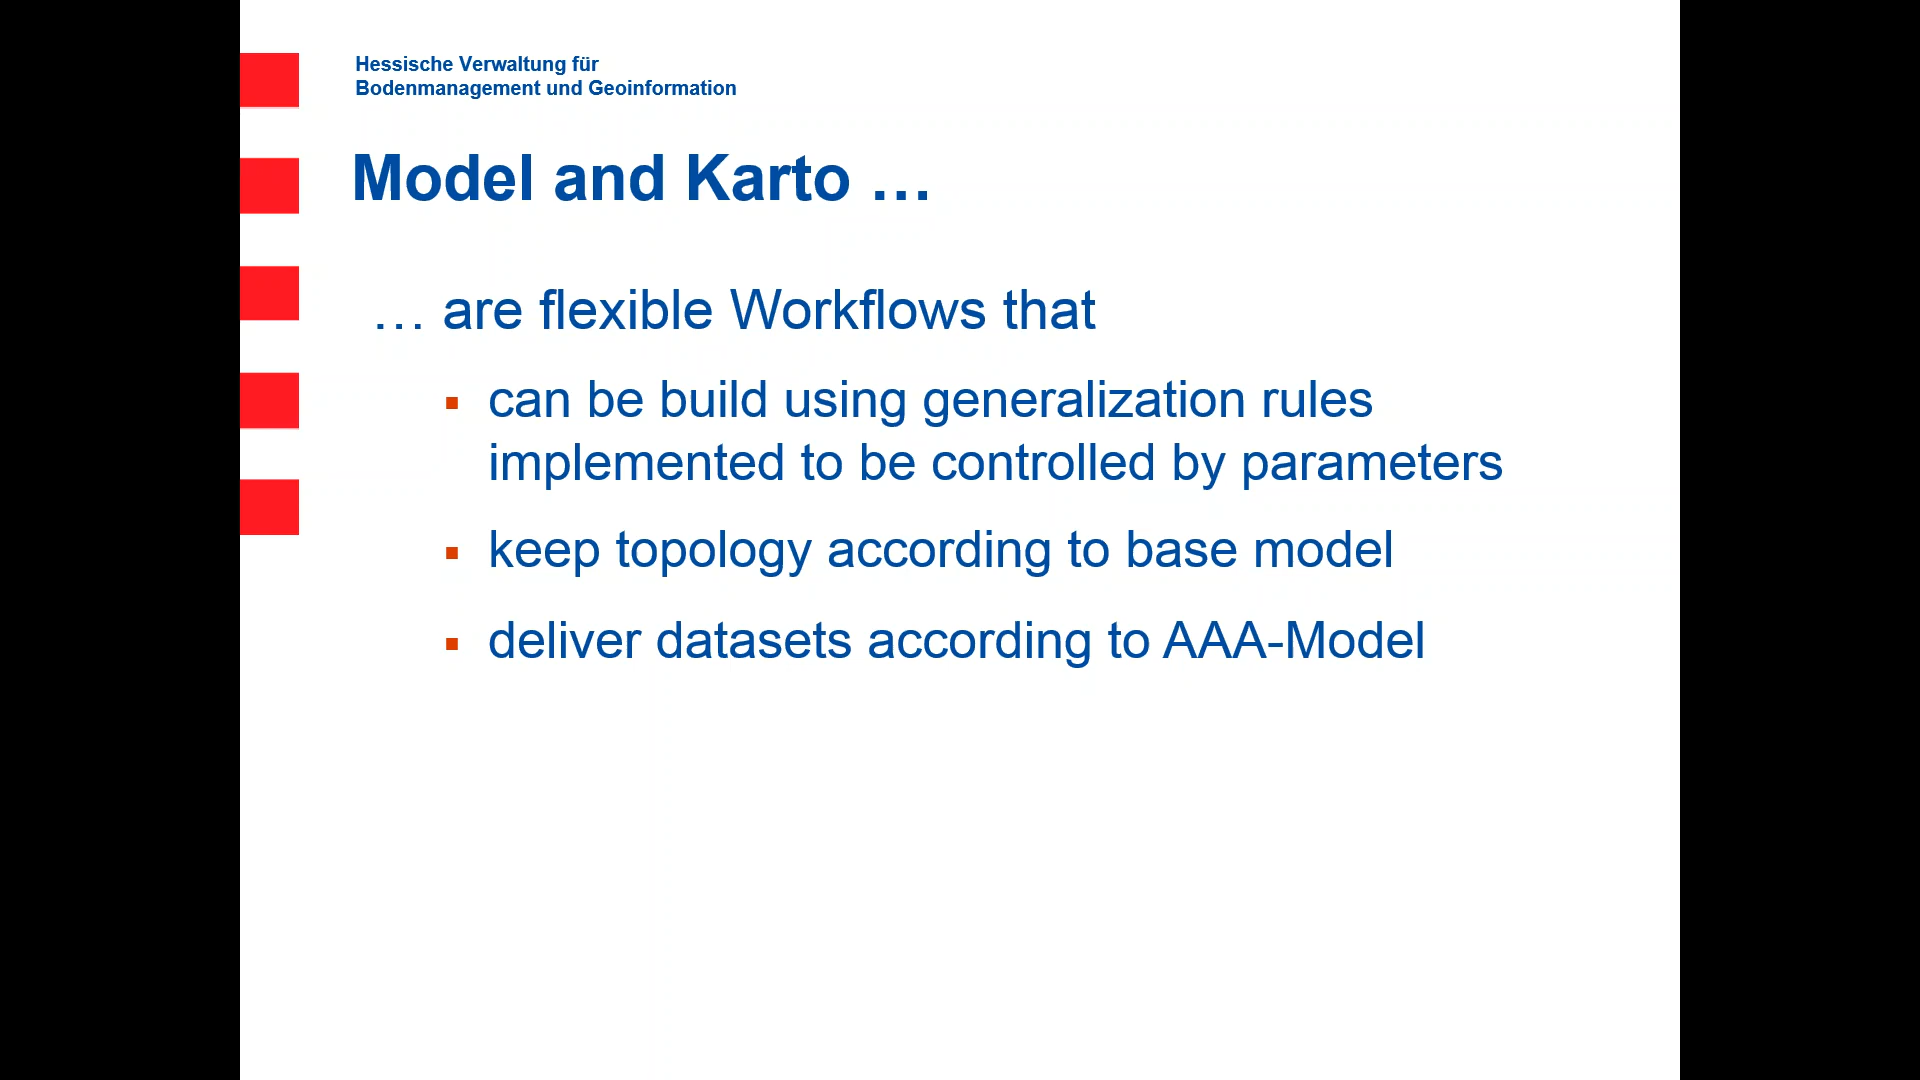 Hessische Verwaltung für
Bodenmanagement und Geoinformation
Model and Karto …
… are flexible Workflows that
▪ can be build using generalization rules
implemented to be controlled by parameters
▪ keep topology according to base model
▪ deliver datasets according to AAA-Model